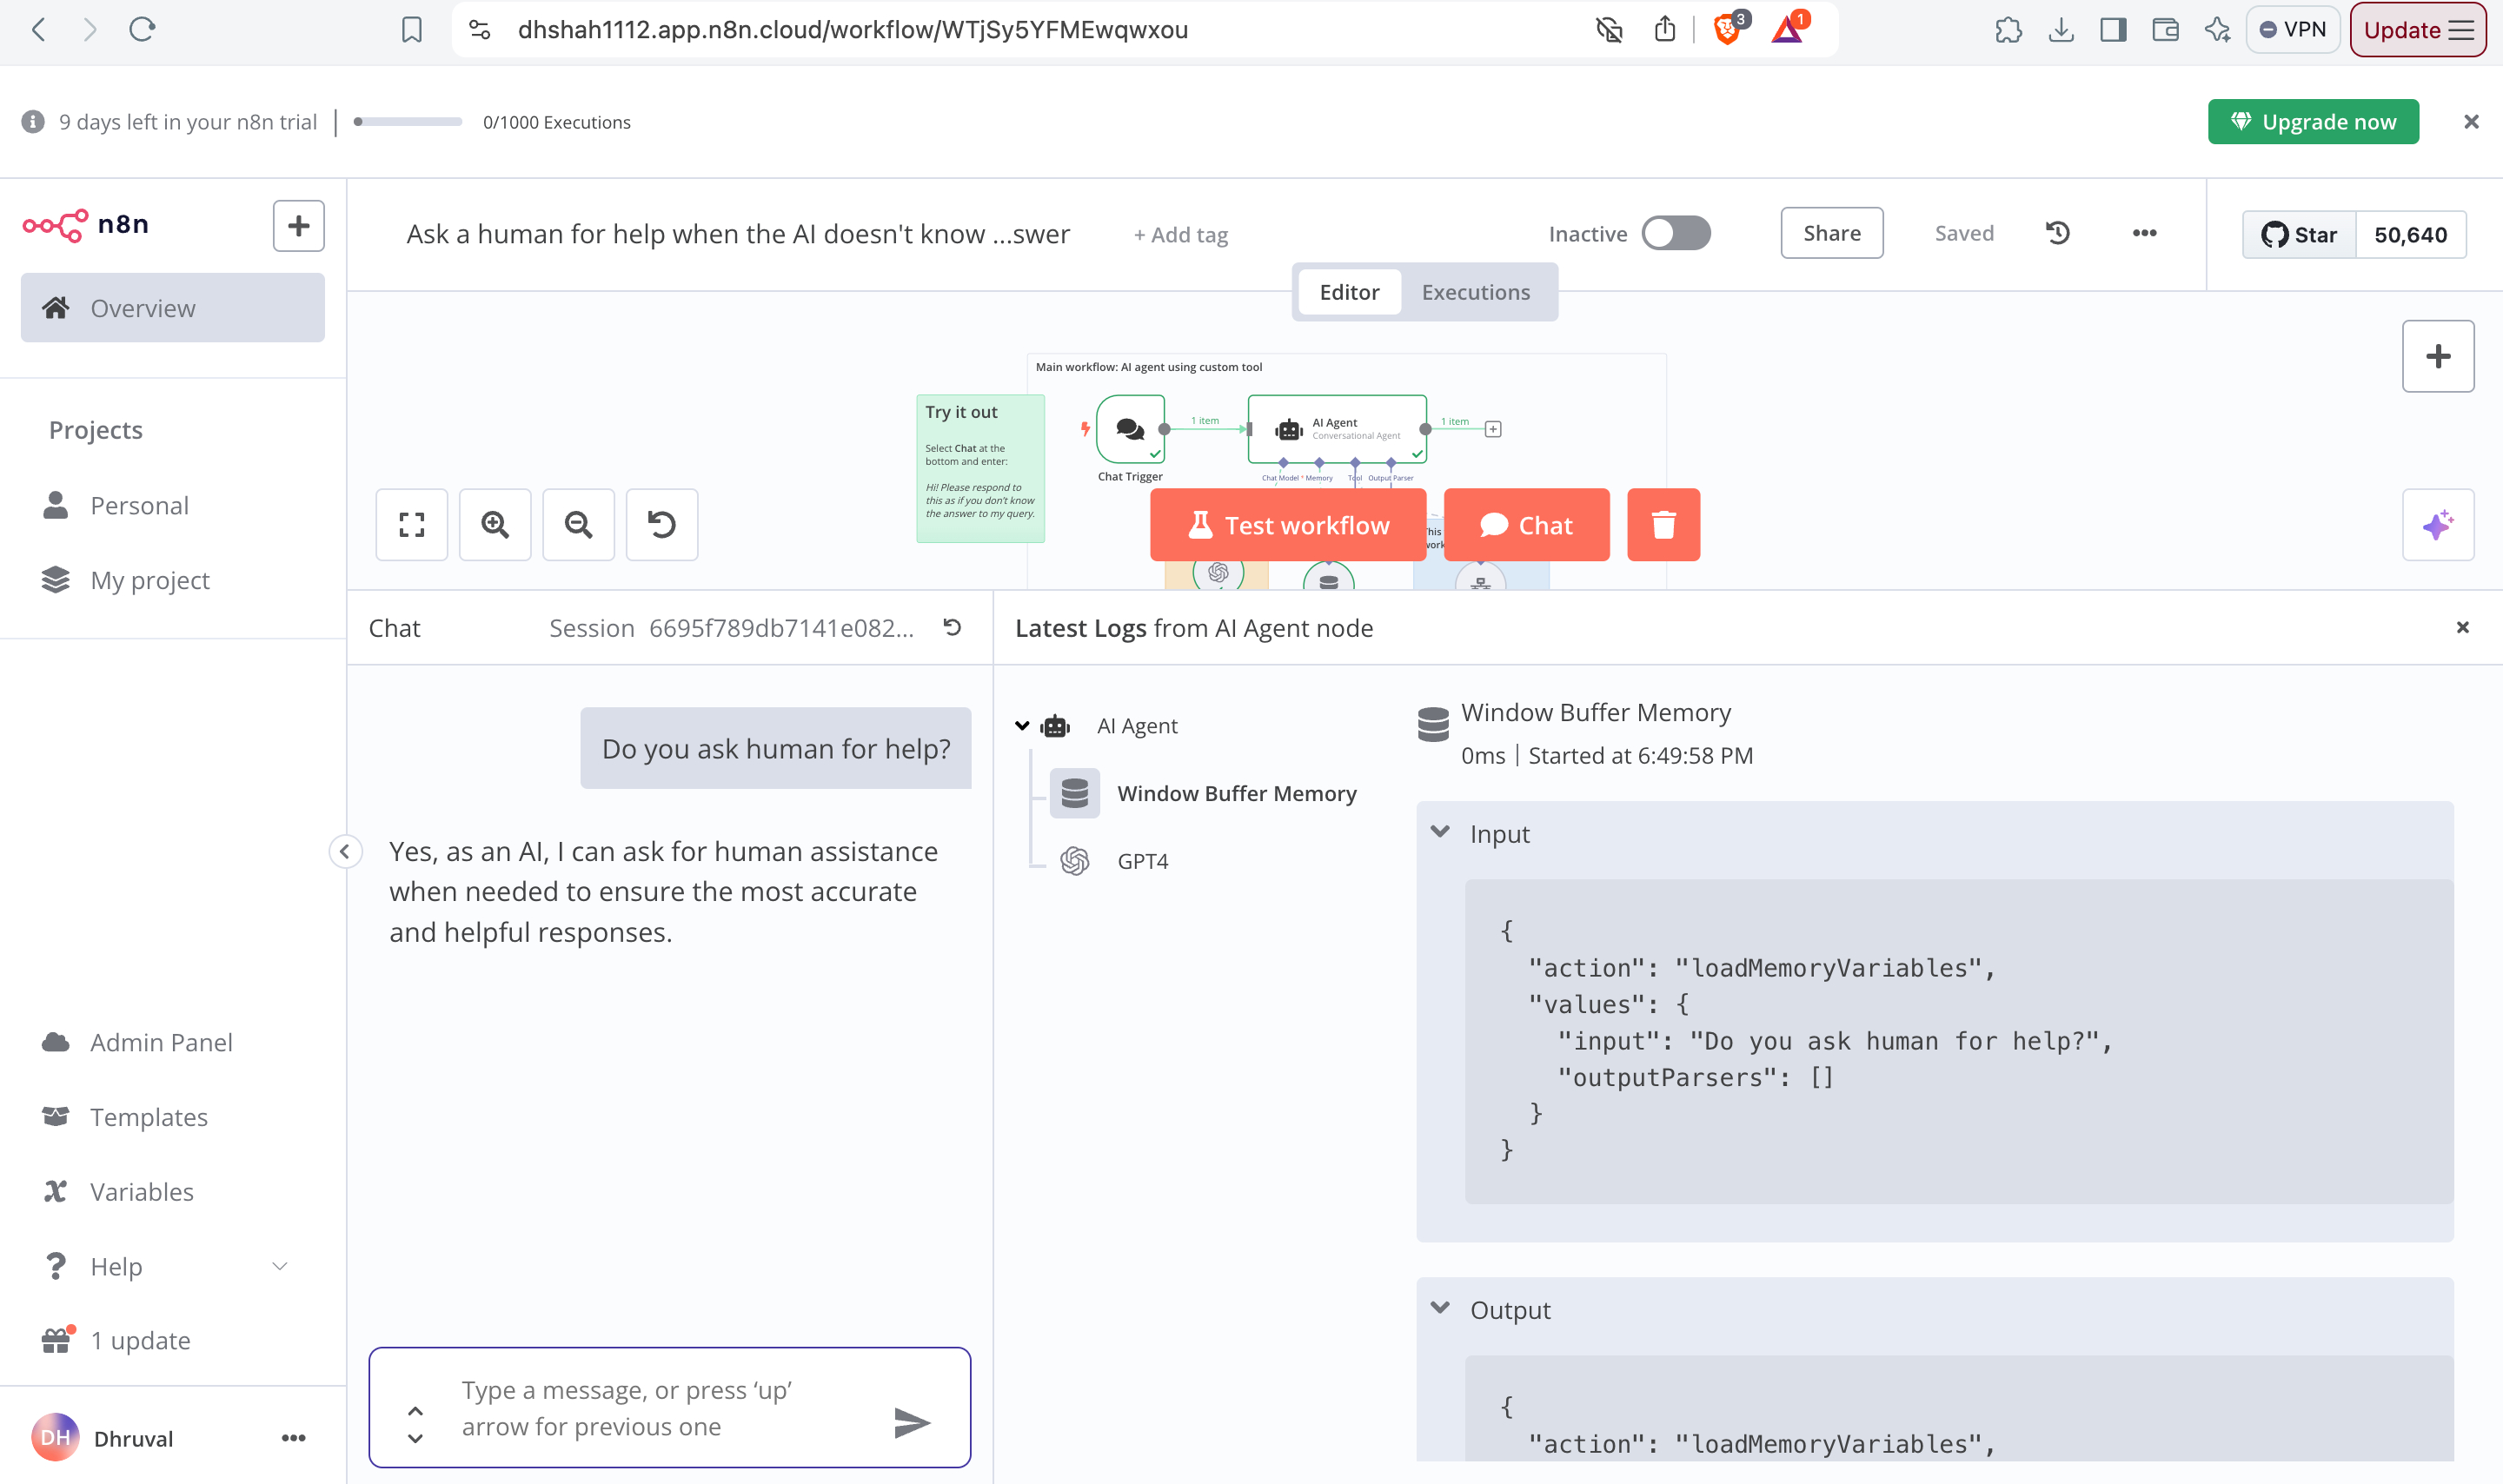 dhshah1112.app.n8n.cloud/workflow/WTjSy5YFMEwqwxou
3
1
VPN
Update
9 days left in your n8n trial
0/1000 Executions
Upgrade now
n8n
Overview
Projects
Personal
My project
Admin Panel
Templates
Variables
Help
1 update
DH
Dhruval
Ask a human for help when the AI doesn't know ...swer
+ Add tag
Inactive
Share
Saved
Star
50,640
Editor
Executions
Main workflow: AI agent using custom tool
Try it out
Select Chat at the
bottom and enter:
Hi! Please respond to
this as if you don't know
the answer to my query.
Chat Trigger
1 item
AI Agent
Conversational Agent
1 item
Chat Model *
Memory
Tool
Output Parser
Test workflow
Chat
Chat
Session 6695f789db7141e082...
Do you ask human for help?
Yes, as an AI, I can ask for human assistance
when needed to ensure the most accurate
and helpful responses.
Type a message, or press ‘up’
arrow for previous one
Latest Logs from AI Agent node
AI Agent
Window Buffer Memory
GPT4
Window Buffer Memory
0ms | Started at 6:49:58 PM
Input
{
"action": "loadMemoryVariables",
"values": {
"input": "Do you ask human for help?",
"outputParsers": []
}
}
Output
{
"action": "loadMemoryVariables",